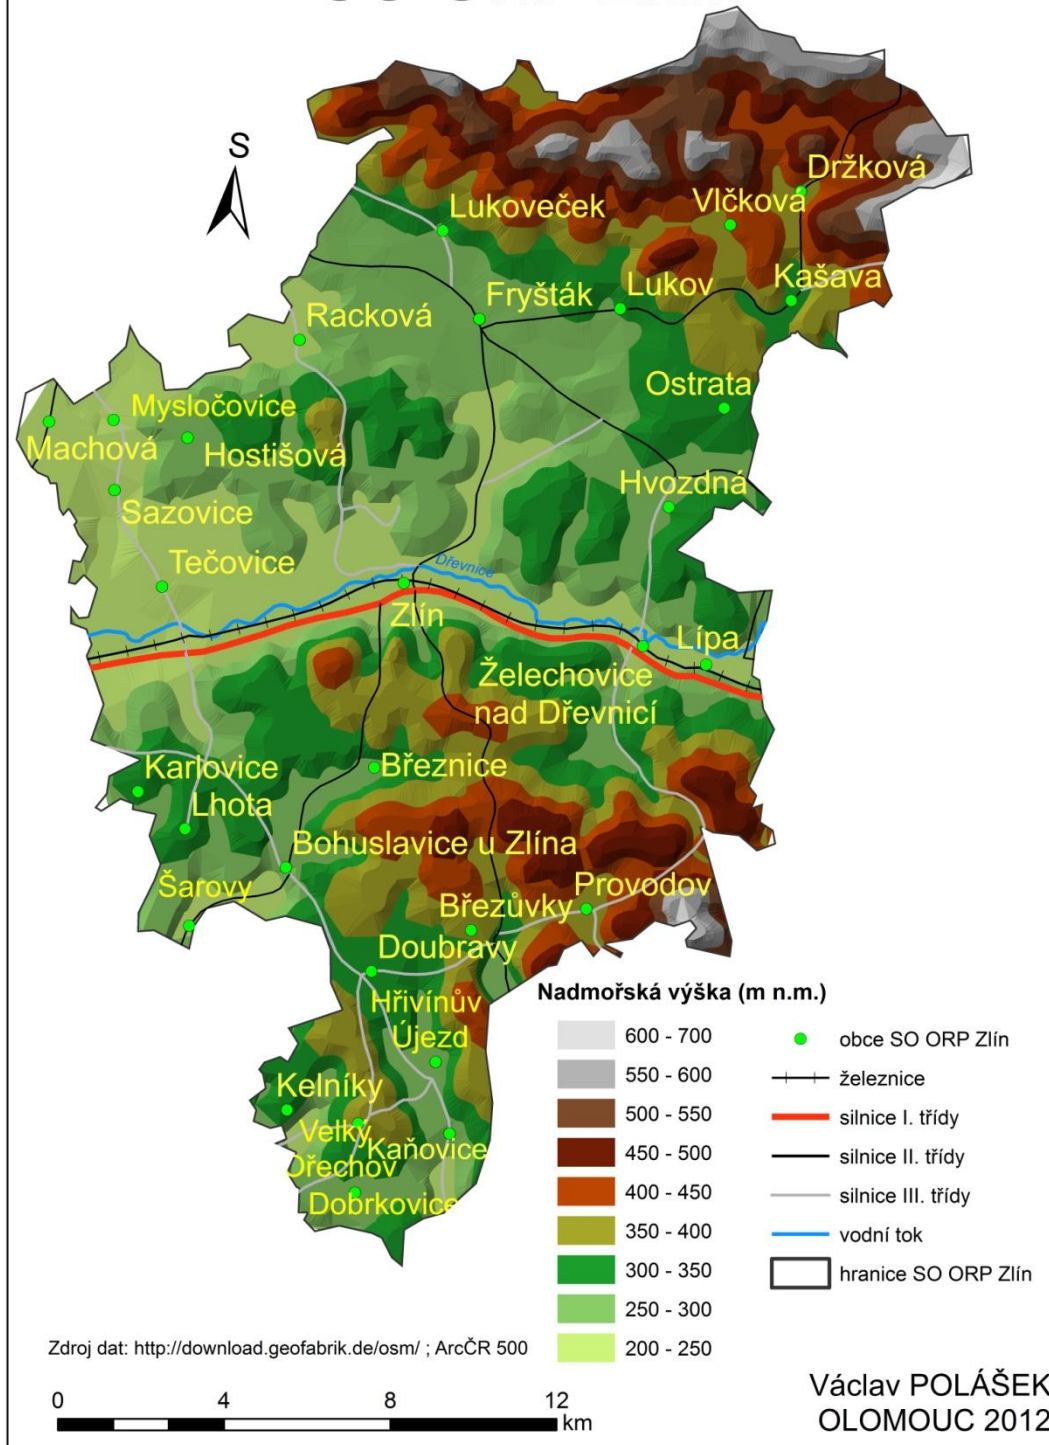 S
Držková
Vlčková
Lukoveček
Kašava
Lukov
Fryšták
Racková
Ostrata
Mysločovice
Machová
Hostišová
Hvozdná
Sazovice
Tečovice
Dřevnice
Zlín
Lípa
Želechovice
nad Dřevnicí
Karlovice
Březnice
Lhota
Bohuslavice u Zlína
Šarovy
Provodov
Březůvky
Doubravy
Hřivínův
Újezd
Kelníky
Velký
Ořechov
Kaňovice
Dobrkovice
Nadmořská výška (m n.m.)
600 - 700
550 - 600
500 - 550
450 - 500
400 - 450
350 - 400
300 - 350
250 - 300
200 - 250
obce SO ORP Zlín
železnice
silnice I. třídy
silnice II. třídy
silnice III. třídy
vodní tok
hranice SO ORP Zlín
Zdroj dat: http://download.geofabrik.de/osm/ ; ArcČR 500
0 4 8 12
km
Václav POLÁŠEK
OLOMOUC 2012